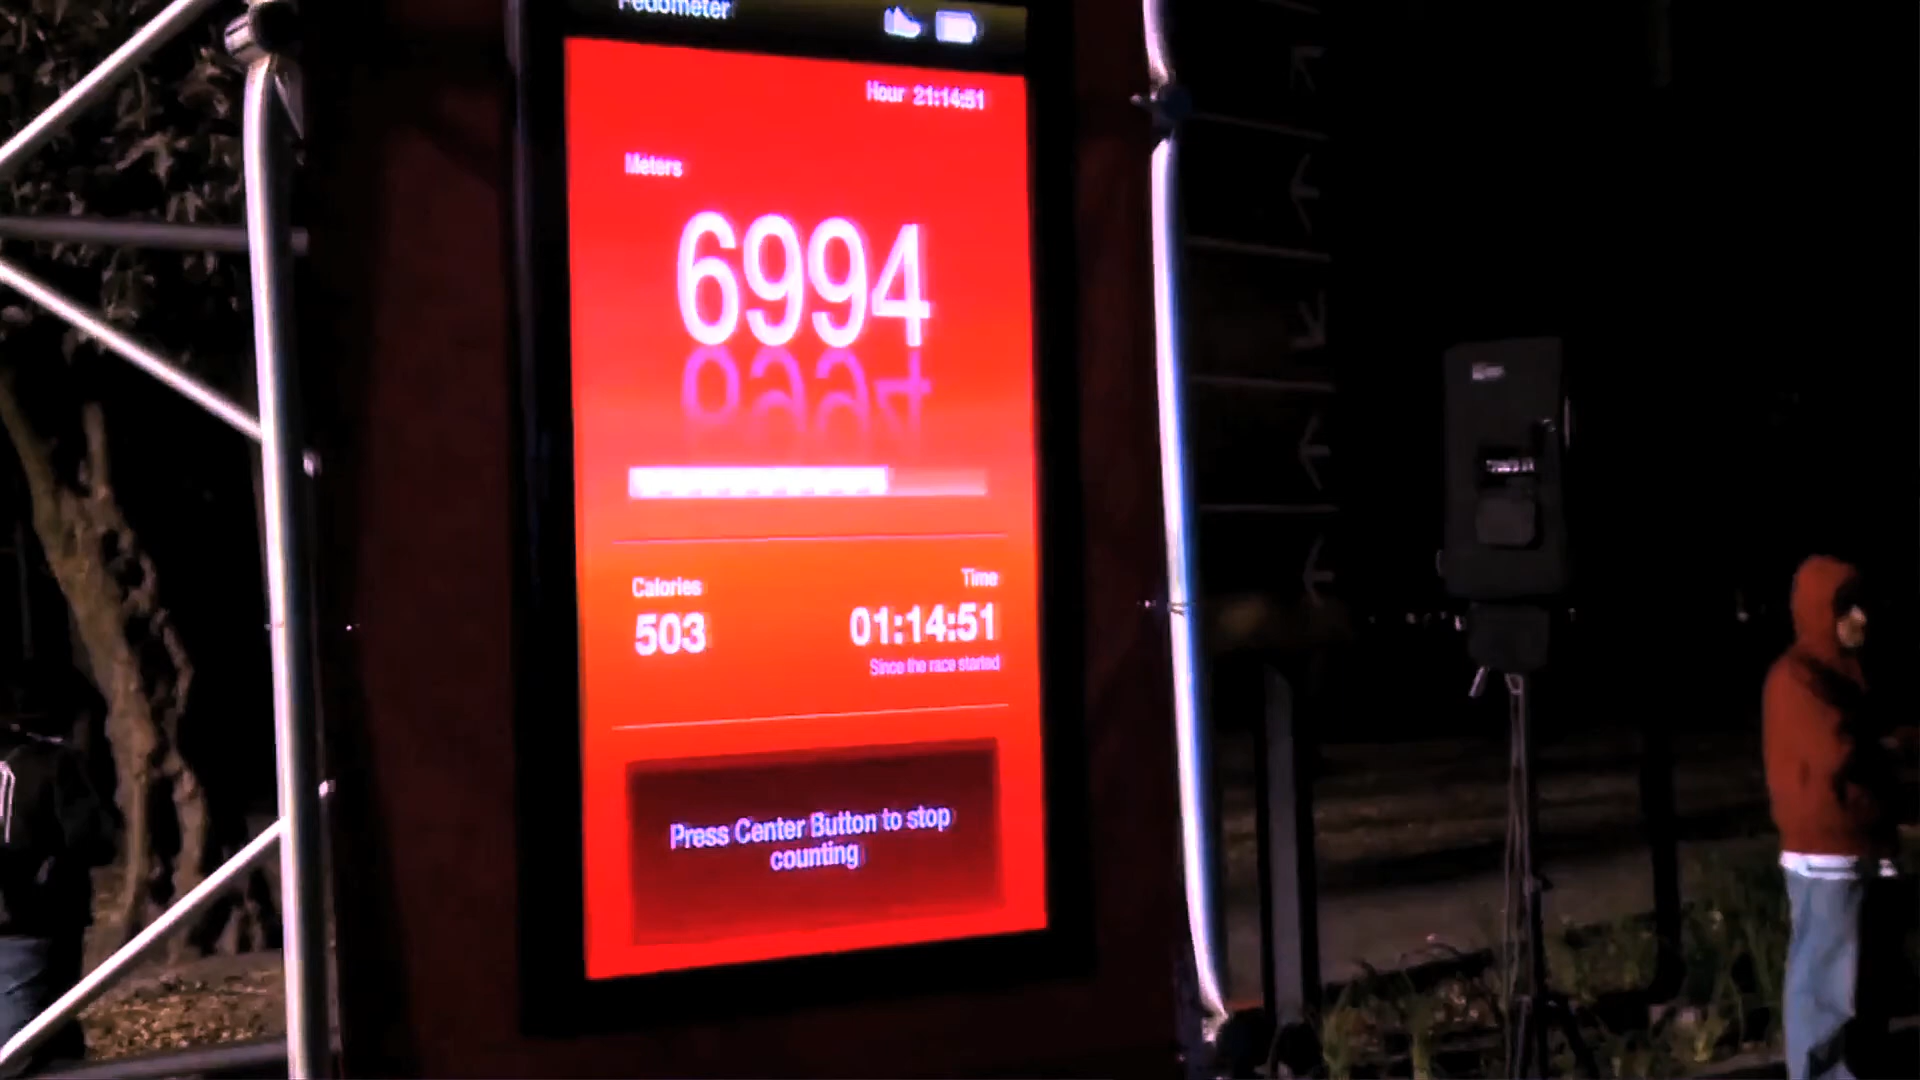 Pedometer
Hour 21:14:51
Meters
6994
Calories
Time
503
01:14:51
Since the race started
Press Center Button to stop
counting